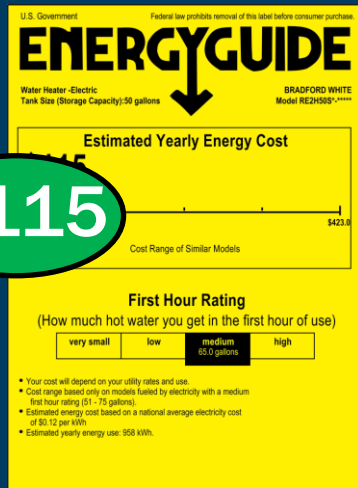 U.S. Government Federal law prohibits removal of this label before consumer purchase.
ENERGYGUIDE
Water Heater -Electric BRADFORD WHITE
Tank Size (Storage Capacity):50 gallons Model RE2H50S*-*****
Estimated Yearly Energy Cost
115
$423.0
Cost Range of Similar Models
First Hour Rating
(How much hot water you get in the first hour of use)
very small low medium high
65.0 gallons
• Your cost will depend on your utility rates and use.
• Cost range based only on models fueled by electricity with a medium
first hour rating (51 - 75 gallons).
• Estimated energy cost based on a national average electricity cost
of $0.12 per kWh
• Estimated yearly energy use: 958 kWh.